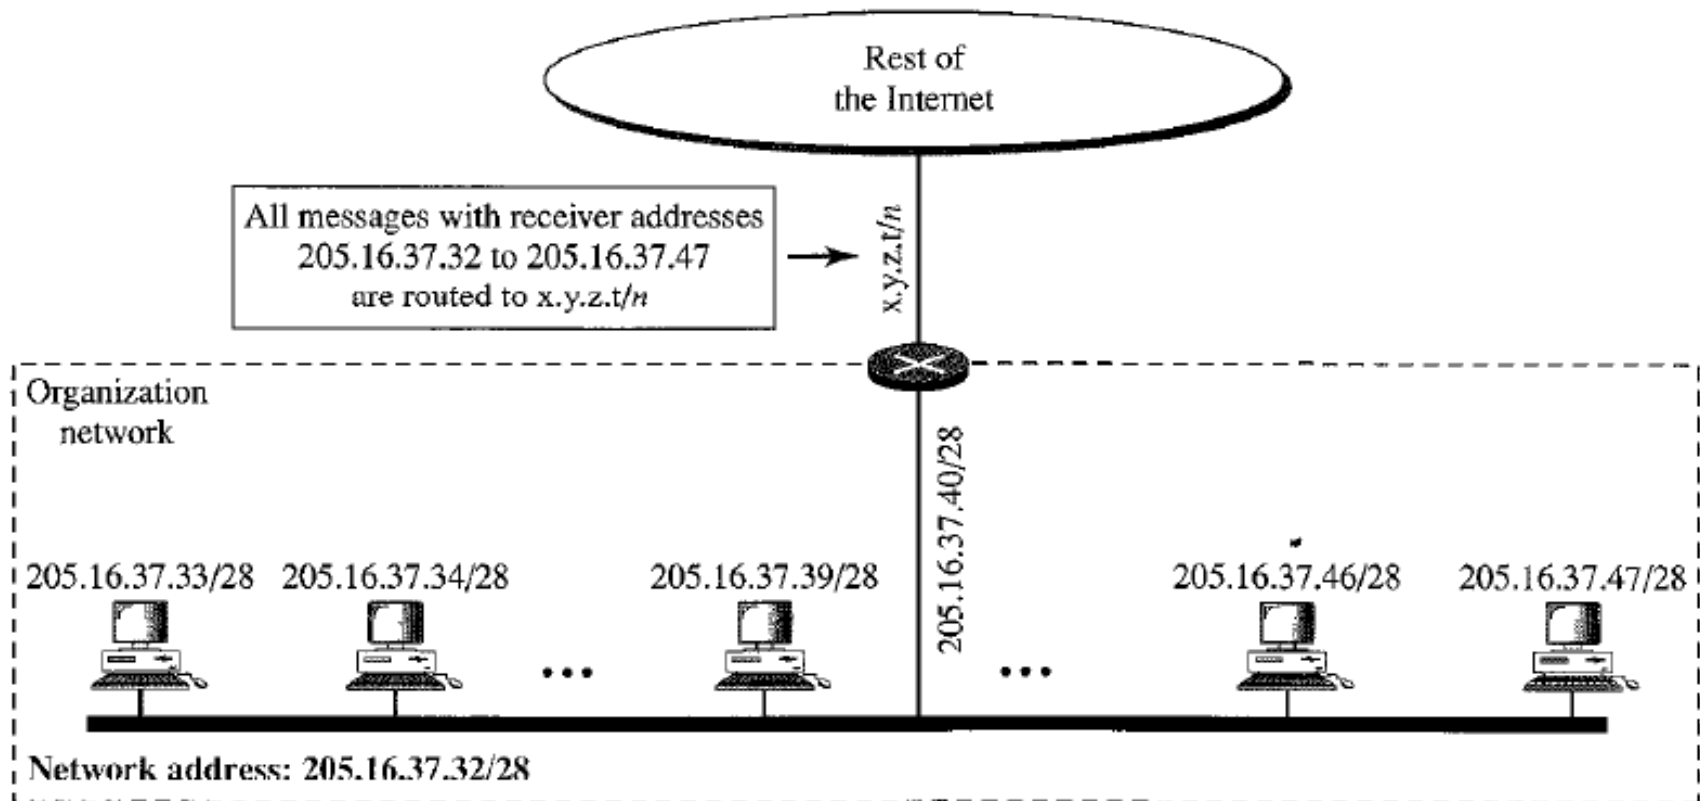 Rest of
the Internet
All messages with receiver addresses
205.16.37.32 to 205.16.37.47
are routed to x.y.z.t/n
x.y.z.t/n
Organization
network
205.16.37.40/28
205.16.37.33/28
205.16.37.34/28
205.16.37.39/28
205.16.37.46/28
205.16.37.47/28
Network address: 205.16.37.32/28